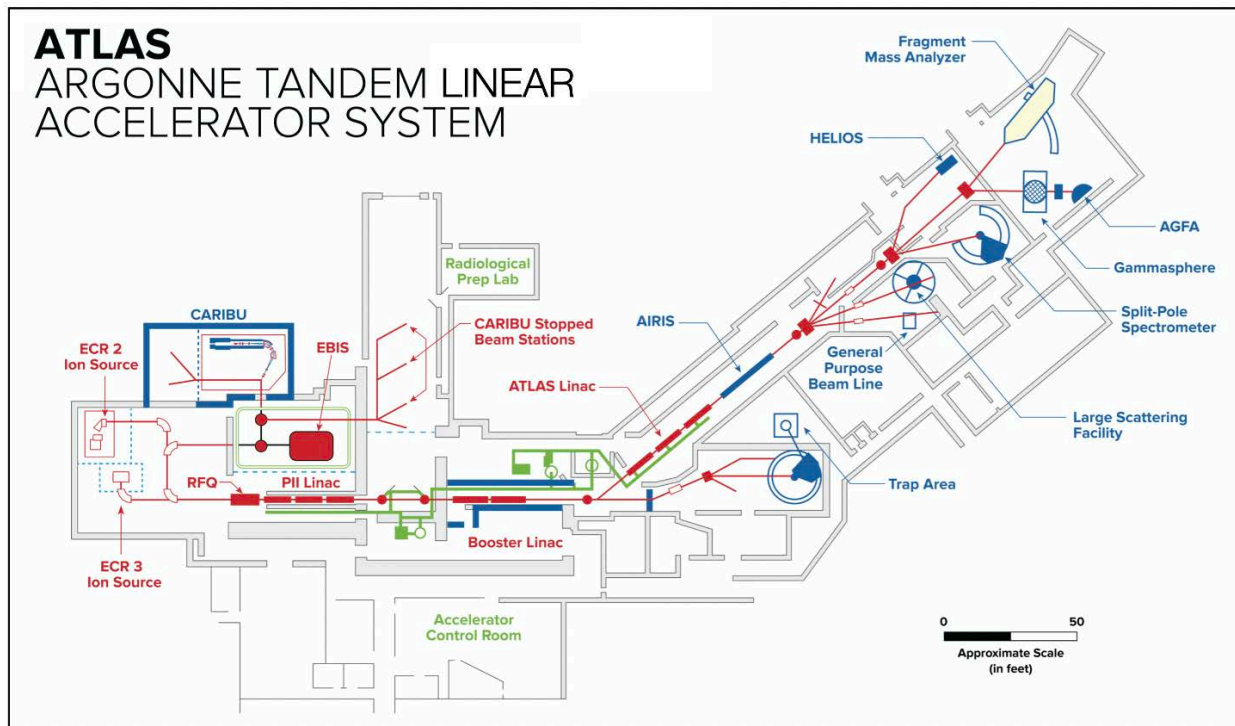 ATLAS
ARGONNE TANDEM LINEAR
ACCELERATOR SYSTEM
Fragment
Mass Analyzer
HELIOS
AGFA
Gammasphere
Split-Pole
Spectrometer
Radiological
Prep Lab
CARIBU
CARIBU Stopped
Beam Stations
AIRIS
General
Purpose
Beam Line
ECR 2
Ion Source
EBIS
ATLAS Linac
Large Scattering
Facility
RFQ
PII Linac
Trap Area
Booster Linac
ECR 3
Ion Source
Accelerator
Control Room
0 50
Approximate Scale
(in feet)